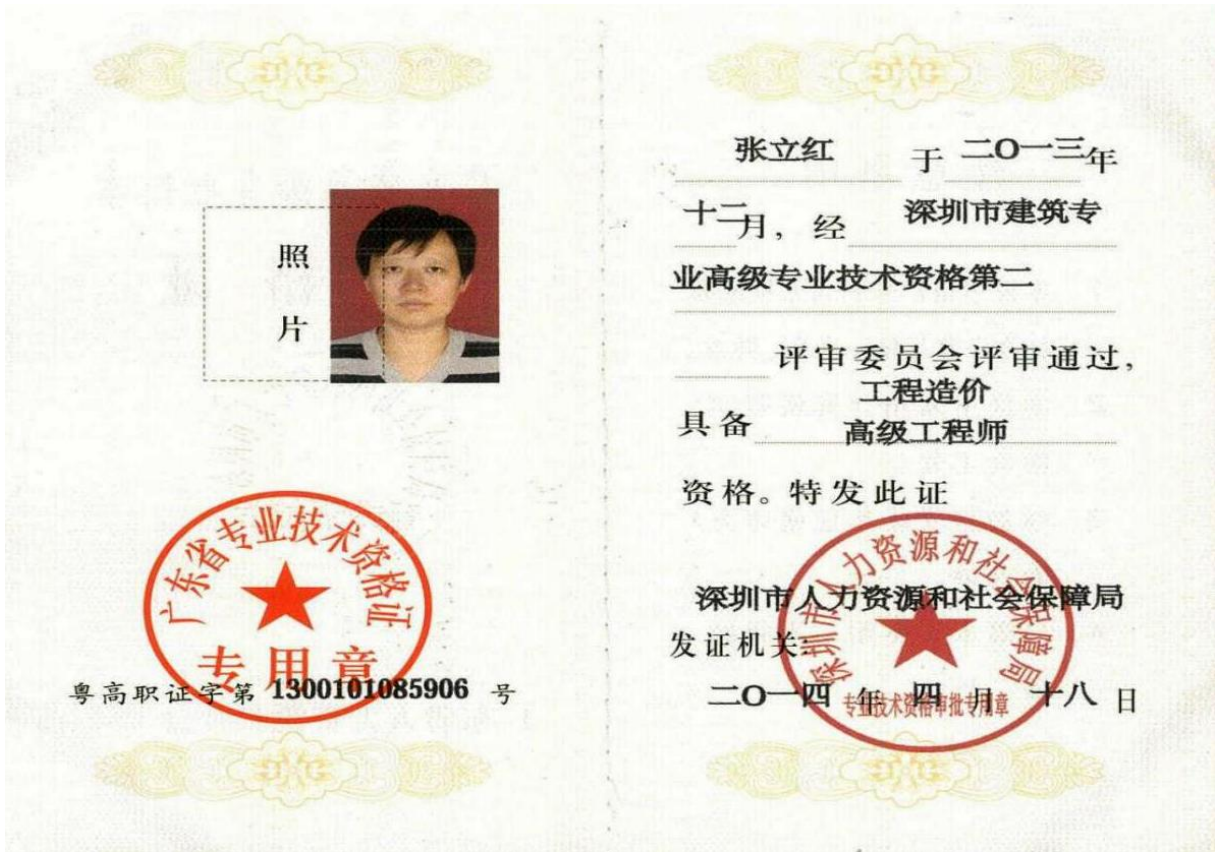 照
片
广东省专业技术资格证
专用章
粤高职证字第 1300101085906 号
张立红 于 二O一三年
十二月，经 深圳市建筑专
业高级专业技术资格第二
评审委员会评审通过，
工程造价
具备 高级工程师
资格。特发此证
深圳市人力资源和社会保障局
深圳市人力资源和社会保障局
发证机关:
二O一四 年 四 月 十八 日
专业技术资格审批专用章